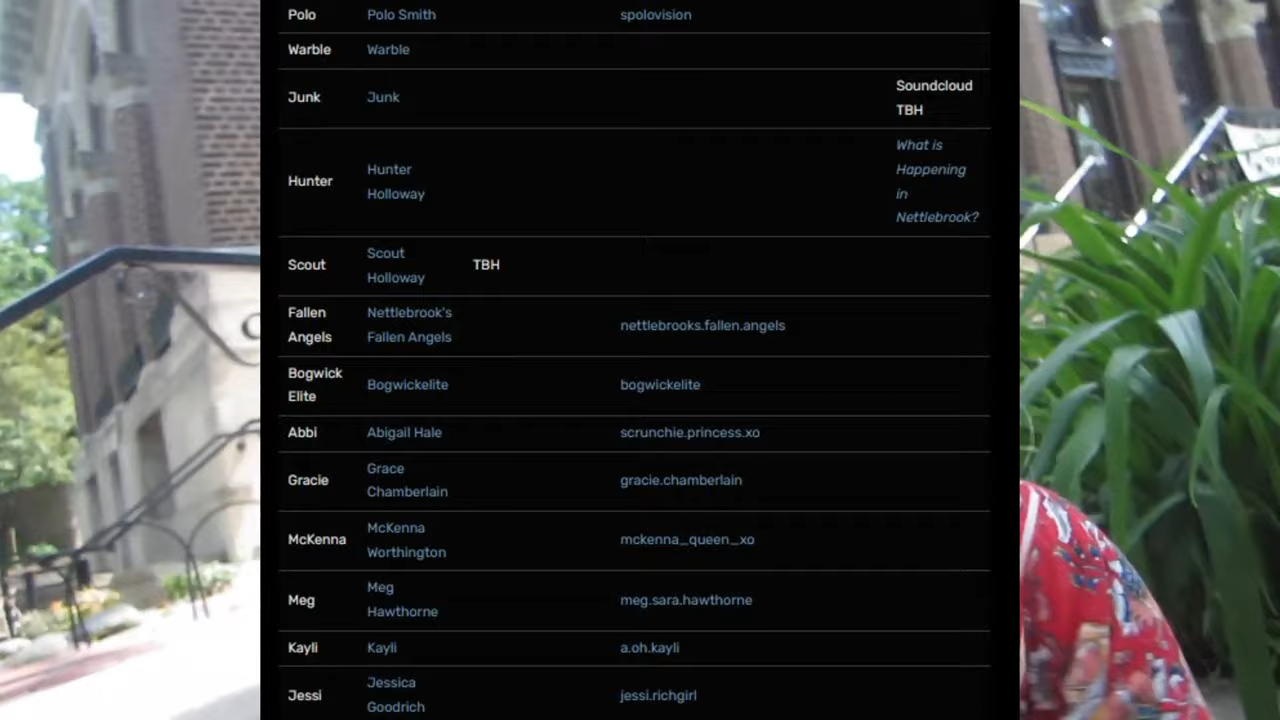 Polo Polo Smith spolovision
Warble Warble
Junk Junk Soundcloud
TBH
Hunter Hunter
Holloway What is
Happening
in
Nettlebrook?
Scout Scout
Holloway TBH
Fallen
Angels Nettlebrook's
Fallen Angels nettlebrooks.fallen.angels
Bogwick
Elite Bogwickelite bogwickelite
Abbi Abigail Hale scrunchie.princess.xo
Gracie Grace
Chamberlain gracie.chamberlain
McKenna McKenna
Worthington mckenna_queen_xo
Meg Meg
Hawthorne meg.sara.hawthorne
Kayli Kayli a.oh.kayli
Jessi Jessica
Goodrich jessi.richgirl